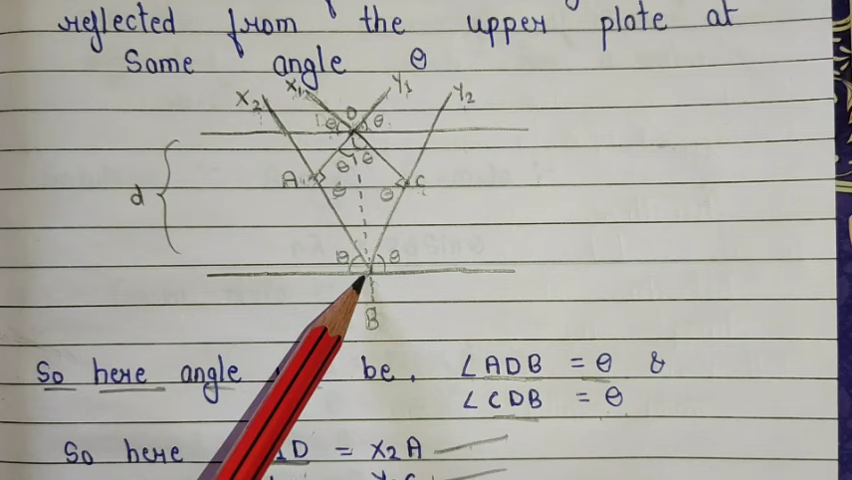 reglected from the upper plate at
Some angle θ
X₂ X₁ D Y₁ Y₂
θ θ
θ θ
A θ θ C
d
θ θ
B
So here angle be. ∠ADB = θ &
∠CDB = θ
So here D = X₂A